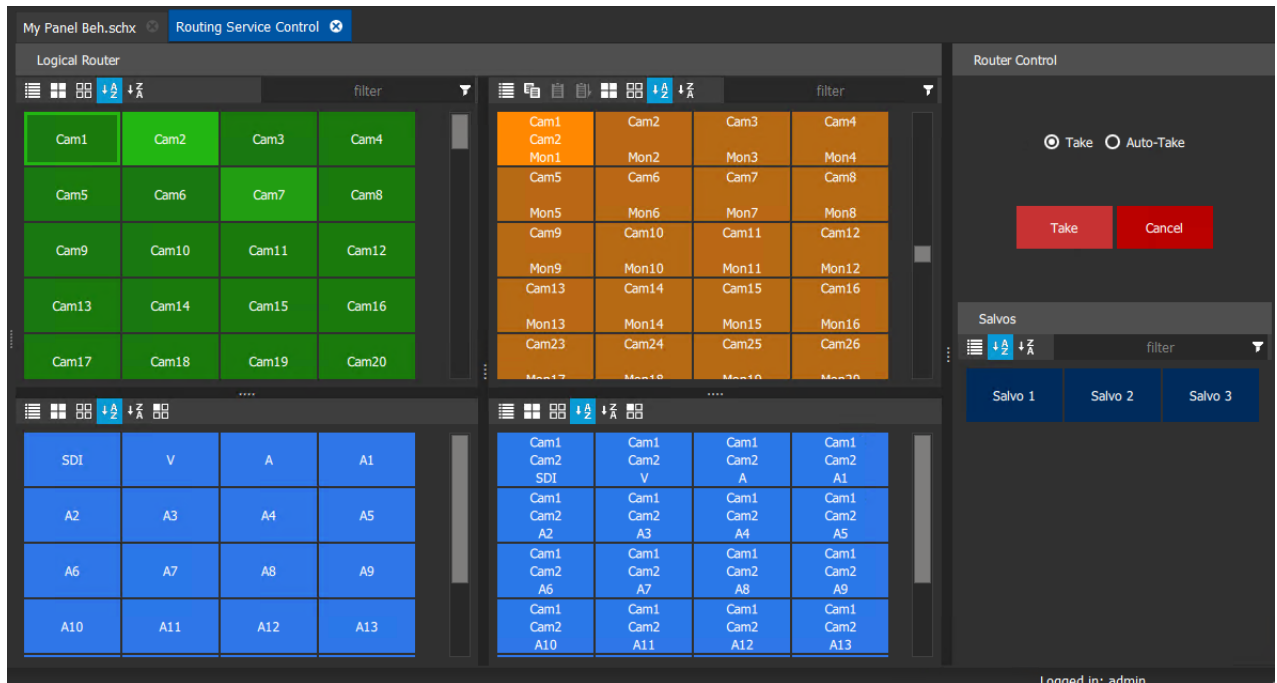 My Panel Beh.schx
Routing Service Control
Logical Router
Router Control
filter
filter
Cam1 Cam2 Cam3 Cam4
Cam5 Cam6 Cam7 Cam8
Cam9 Cam10 Cam11 Cam12
Cam13 Cam14 Cam15 Cam16
Cam17 Cam18 Cam19 Cam20
Cam1 Cam2 Cam3 Cam4
Cam2
Mon1 Mon2 Mon3 Mon4
Cam5 Cam6 Cam7 Cam8
Mon5 Mon6 Mon7 Mon8
Cam9 Cam10 Cam11 Cam12
Mon9 Mon10 Mon11 Mon12
Cam13 Cam14 Cam15 Cam16
Mon13 Mon14 Mon15 Mon16
Cam23 Cam24 Cam25 Cam26
Mon17 Mon18 Mon19 Mon20
Take Auto-Take
Take Cancel
Salvos
filter
Salvo 1 Salvo 2 Salvo 3
SDI V A A1
A2 A3 A4 A5
A6 A7 A8 A9
A10 A11 A12 A13
Cam1 Cam1 Cam1 Cam1
Cam2 Cam2 Cam2 Cam2
SDI V A A1
Cam1 Cam1 Cam1 Cam1
Cam2 Cam2 Cam2 Cam2
A2 A3 A4 A5
Cam1 Cam1 Cam1 Cam1
Cam2 Cam2 Cam2 Cam2
A6 A7 A8 A9
Cam1 Cam1 Cam1 Cam1
Cam2 Cam2 Cam2 Cam2
A10 A11 A12 A13
Logged in: admin